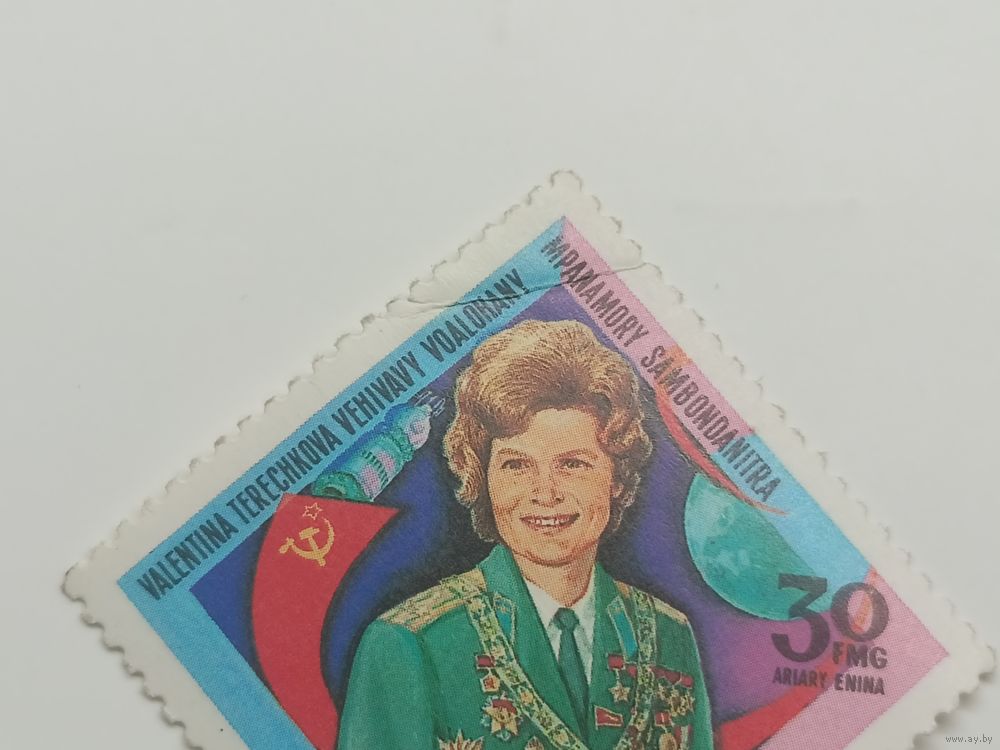 VALENTINA TERECHKOVA VEHIVAVY VOALOHANY
MPANAMORY SAMBONDANITRA
30
FMG
ARIARY ENINA
www.ay.by